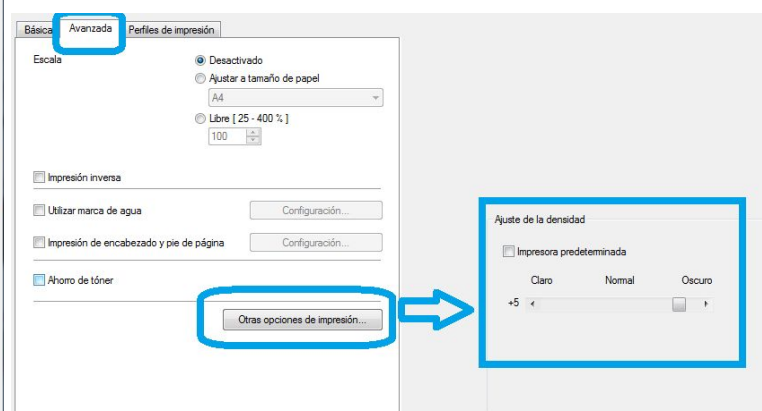 Básica Avanzada Perfiles de impresión
Escala
Desactivado
Ajustar a tamaño de papel
A4
Libre [ 25 - 400 % ]
100
Impresión inversa
Utilizar marca de agua Configuración...
Impresión de encabezado y pie de página Configuración...
Ahorro de tóner
Otras opciones de impresión...
Ajuste de la densidad
Impresora predeterminada
Claro Normal Oscuro
+5